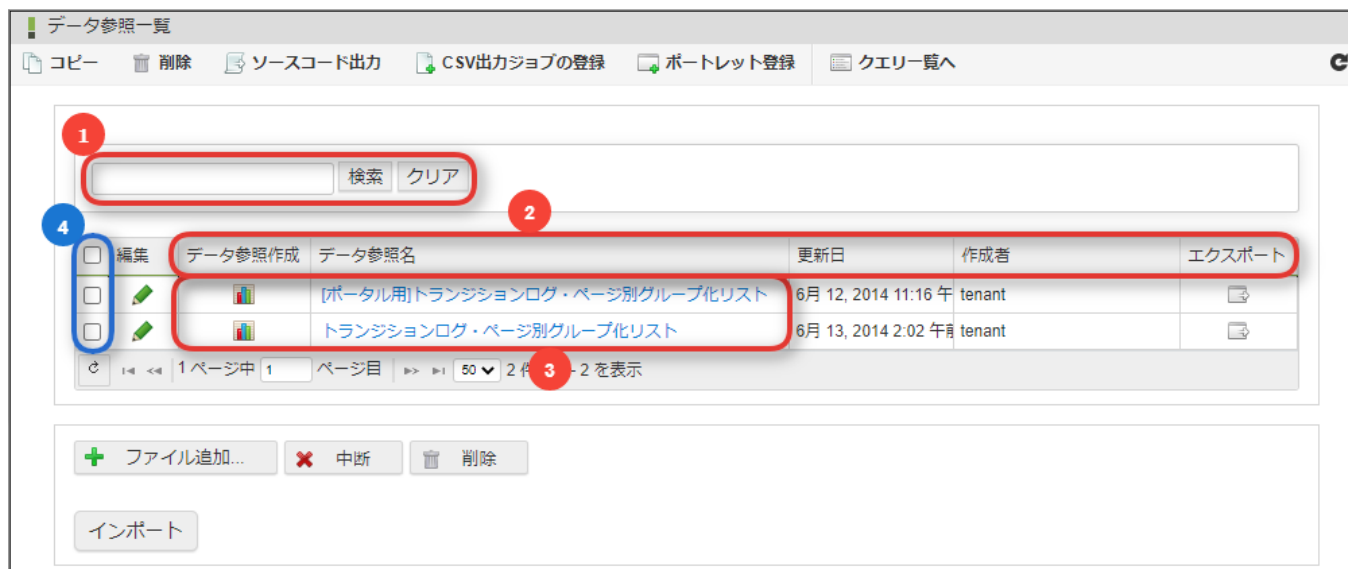 データ参照一覧
コピー 削除 ソースコード出力 CSV出力ジョブの登録 ポートレット登録 クエリ一覧へ
1
検索 クリア
2
4
編集 データ参照作成 データ参照名 更新日 作成者 エクスポート
[ポータル用]トランジションログ・ページ別グループ化リスト 6月 12, 2014 11:16 午 tenant
トランジションログ・ページ別グループ化リスト 6月 13, 2014 2:02 午前 tenant
1 ページ中 1 ページ目 50 2 件 3 - 2 を表示
ファイル追加... 中断 削除
インポート